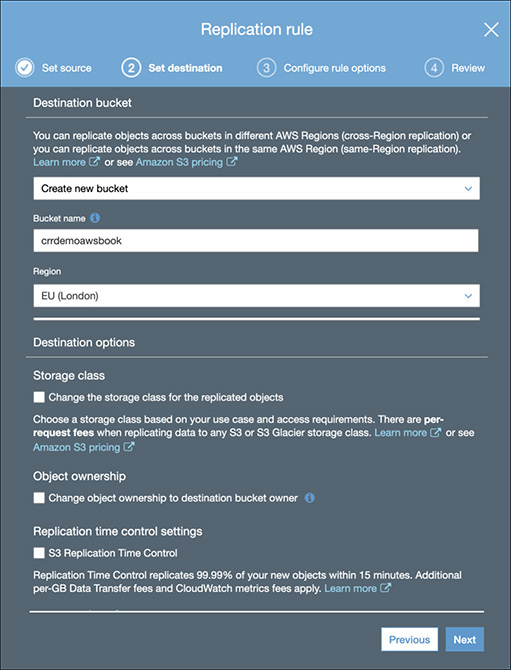 Replication rule
Set source
2 Set destination
3 Configure rule options
4 Review
Destination bucket
You can replicate objects across buckets in different AWS Regions (cross-Region replication) or
you can replicate objects across buckets in the same AWS Region (same-Region replication).
Learn more or see Amazon S3 pricing
Create new bucket
Bucket name
crrdemoawsbook
Region
EU (London)
Destination options
Storage class
Change the storage class for the replicated objects
Choose a storage class based on your use case and access requirements. There are per-
request fees when replicating data to any S3 or S3 Glacier storage class. Learn more or see
Amazon S3 pricing
Object ownership
Change object ownership to destination bucket owner
Replication time control settings
S3 Replication Time Control
Replication Time Control replicates 99.99% of your new objects within 15 minutes. Additional
per-GB Data Transfer fees and CloudWatch metrics fees apply. Learn more
Previous
Next